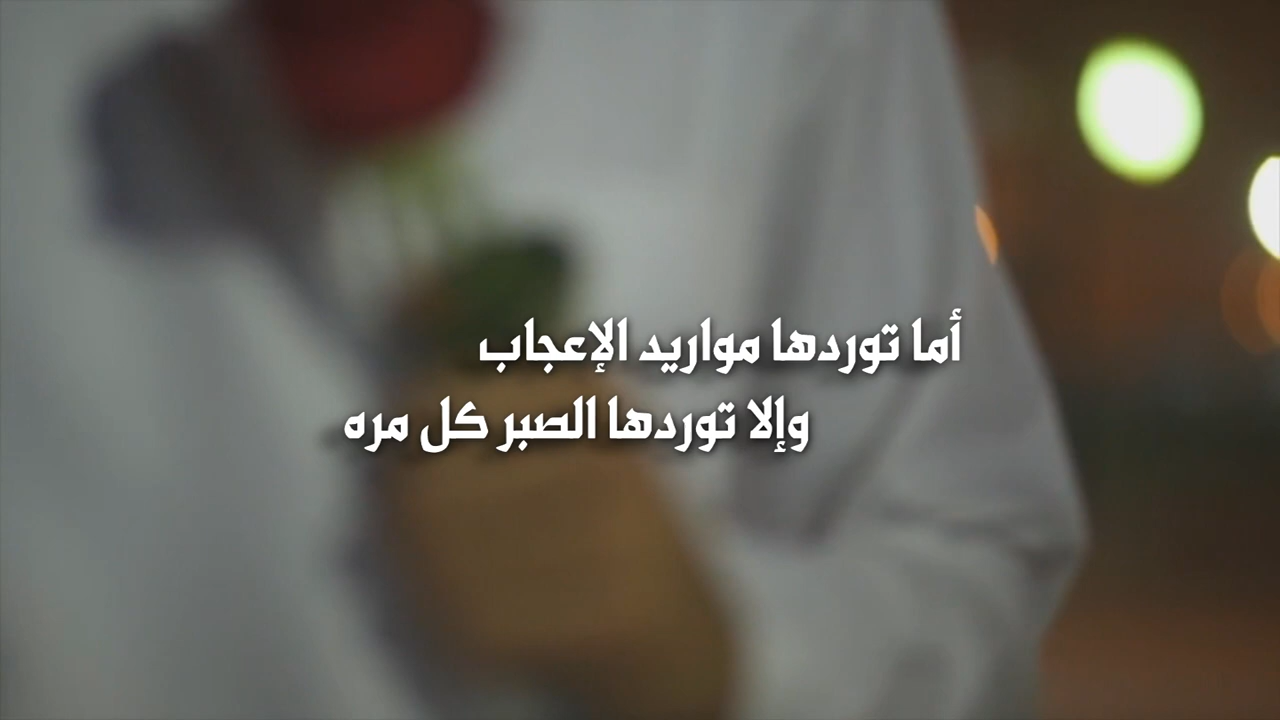 أما توردها مواريد الإعجاب
وإلا توردها الصبر كل مره